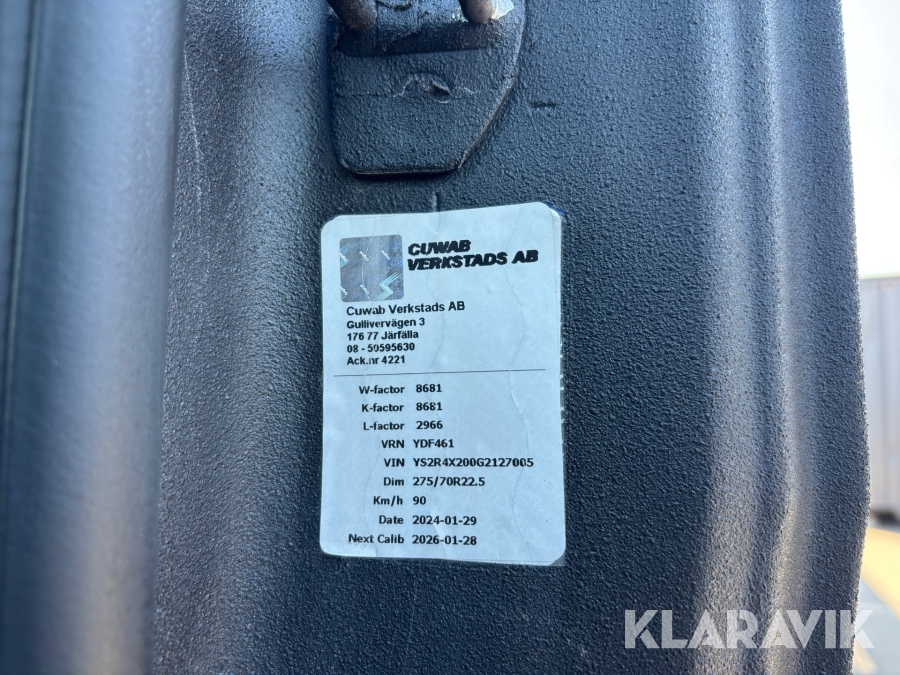 CUWAB
VERKSTADS AB
Cuwab Verkstads AB
Gullivervägen 3
176 77 Järfälla
08 - 50595630
Ack.nr 4221
W-factor 8681
K-factor 8681
L-factor 2966
VRN YDF461
VIN YS2R4X200G2127005
Dim 275/70R22.5
Km/h 90
Date 2024-01-29
Next Calib 2026-01-28
KLARAVIK